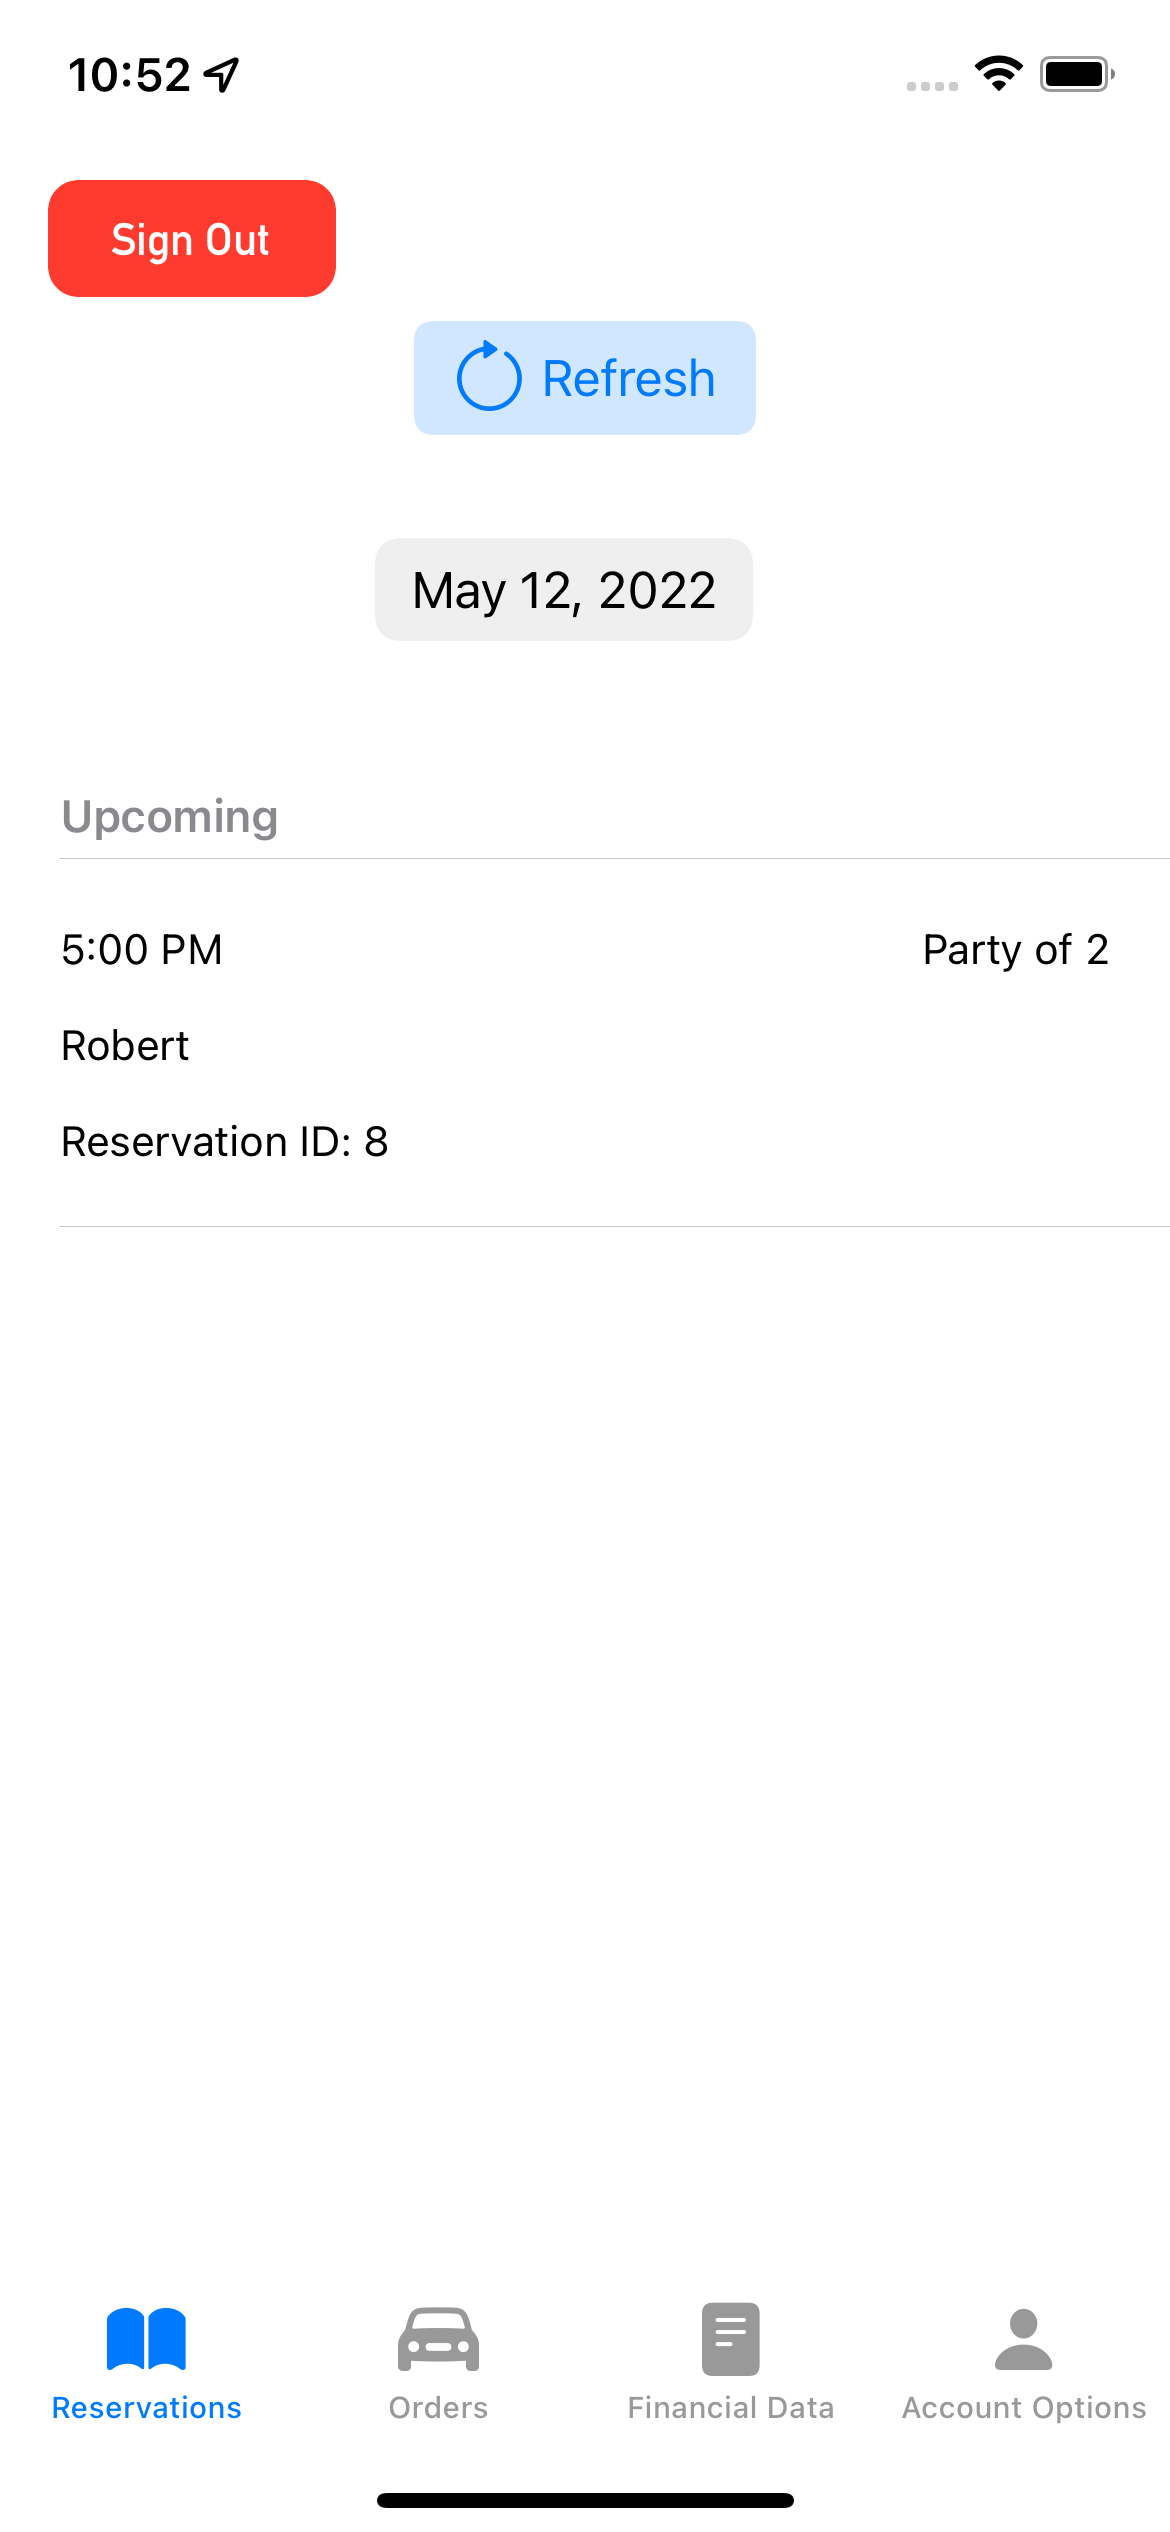 10:52
Sign Out
Refresh
May 12, 2022
Upcoming
5:00 PM Party of 2
Robert
Reservation ID: 8
Reservations Orders Financial Data Account Options